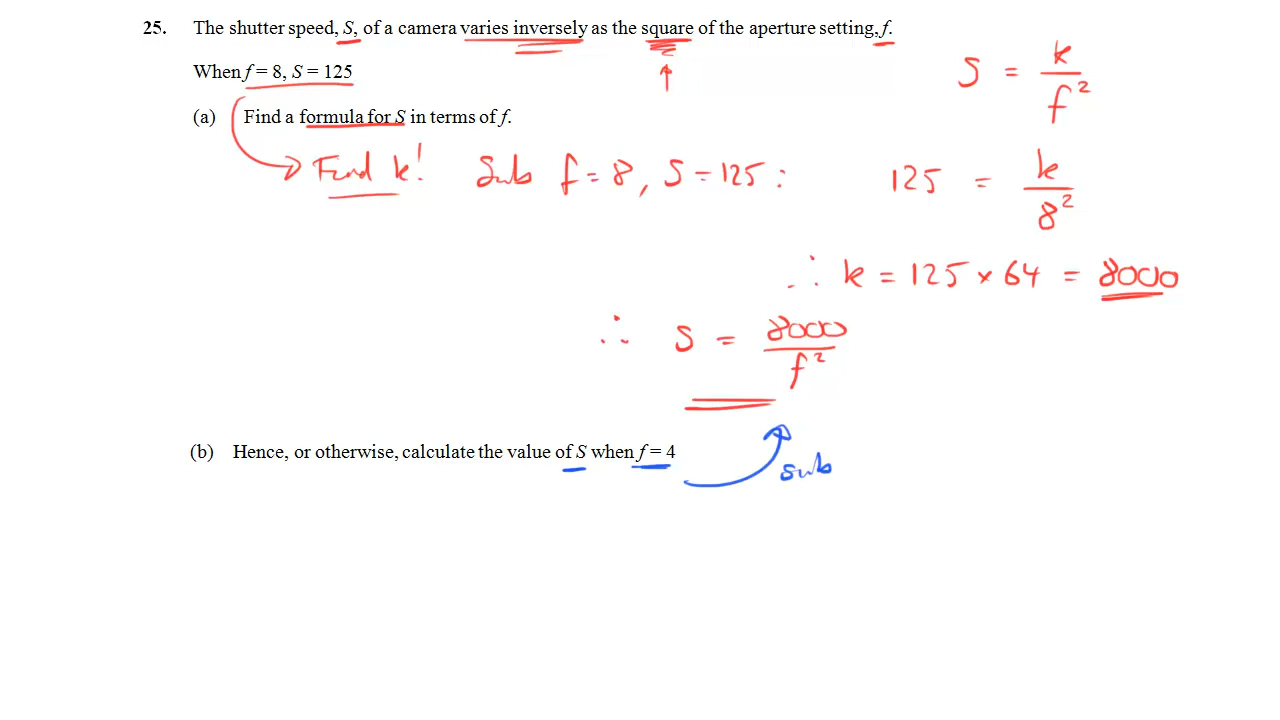 25. The shutter speed, S, of a camera varies inversely as the square of the aperture setting, f.
When f = 8, S = 125
S = k / f²
(a) Find a formula for S in terms of f.
→ Find k! Sub f = 8, S = 125 : 125 = k / 8²
∴ k = 125 × 64 = 8000
∴ S = 8000 / f²
(b) Hence, or otherwise, calculate the value of S when f = 4
sub